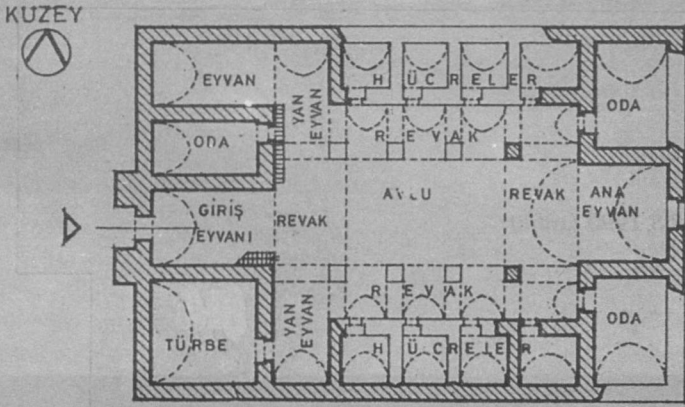 KUZEY
EYVAN
YAN EYVAN
HÜCRELER
ODA
ODA
REVAK
GİRİŞ
EYVANI
REVAK
AVLU
REVAK
ANA
EYVAN
REVAK
YAN EYVAN
TÜRBE
HÜCRELER
ODA